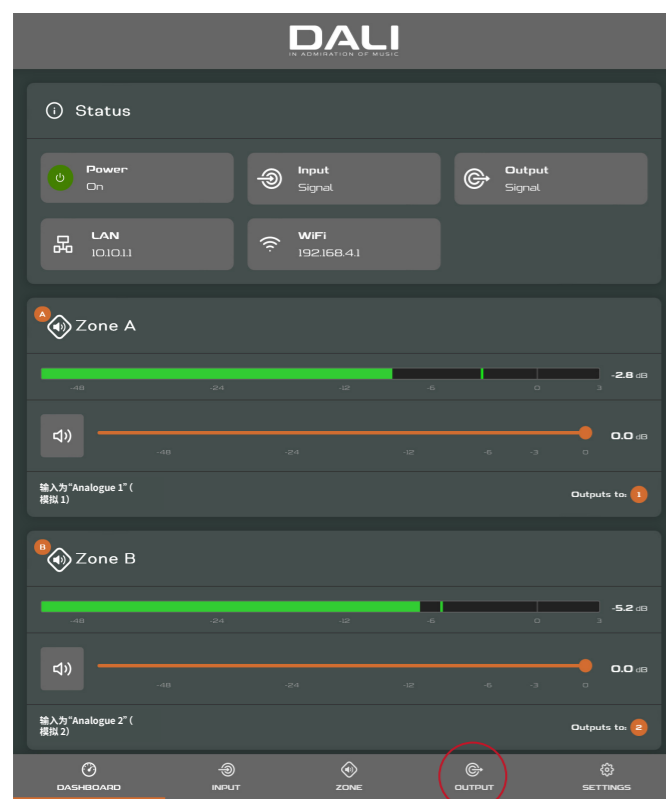 DALI
IN ADMIRATION OF MUSIC
Status
Power
On
Input
Signal
Output
Signal
LAN
10.10.1.1
WiFi
192.168.4.1
A
Zone A
-2.8 dB
-48 -24 -12 -6 0 3
0.0 dB
-48 -24 -12 -6 -3 0
输入为“Analogue 1” (
模拟 1)
Outputs to: 1
B
Zone B
-5.2 dB
-48 -24 -12 -6 0 3
0.0 dB
-48 -24 -12 -6 -3 0
输入为“Analogue 2” (
模拟 2)
Outputs to: 2
DASHBOARD INPUT ZONE OUTPUT SETTINGS